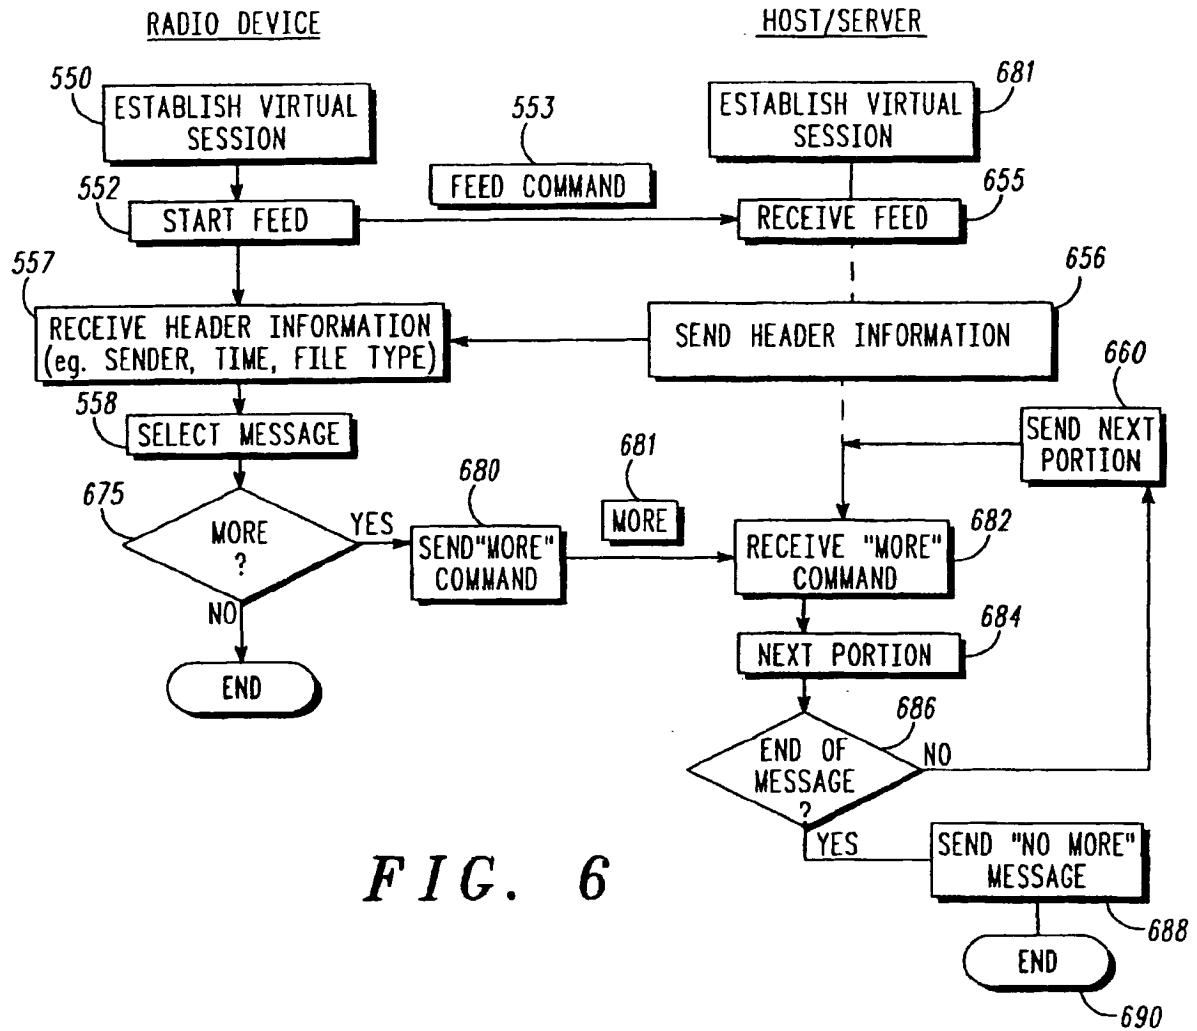 RADIO DEVICE
HOST/SERVER
550
ESTABLISH VIRTUAL
SESSION
681
ESTABLISH VIRTUAL
SESSION
553
FEED COMMAND
552
START FEED
655
RECEIVE FEED
557
RECEIVE HEADER INFORMATION
(eg. SENDER, TIME, FILE TYPE)
656
SEND HEADER INFORMATION
558
SELECT MESSAGE
660
SEND NEXT
PORTION
675
MORE
?
YES
NO
680
SEND"MORE"
COMMAND
681
MORE
682
RECEIVE "MORE"
COMMAND
684
NEXT PORTION
END
686
END OF
MESSAGE
?
NO
YES
SEND "NO MORE"
MESSAGE
688
END
690
FIG. 6